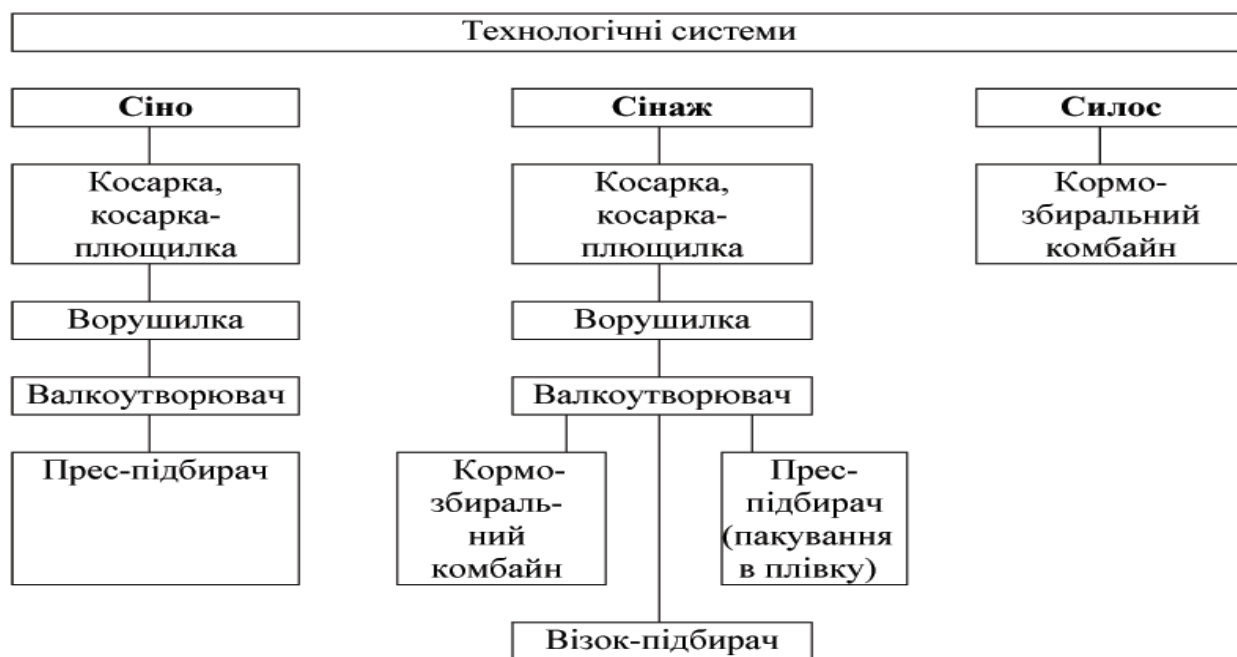 Технологічні системи
Сіно
Сінаж
Силос
Косарка,
косарка-
плющилка
Косарка,
косарка-
плющилка
Кормо-
збиральний
комбайн
Ворушилка
Ворушилка
Валкоутворювач
Валкоутворювач
Прес-підбирач
Кормо-
збираль-
ний
комбайн
Прес-
підбирач
(пакування
в плівку)
Візок-підбирач